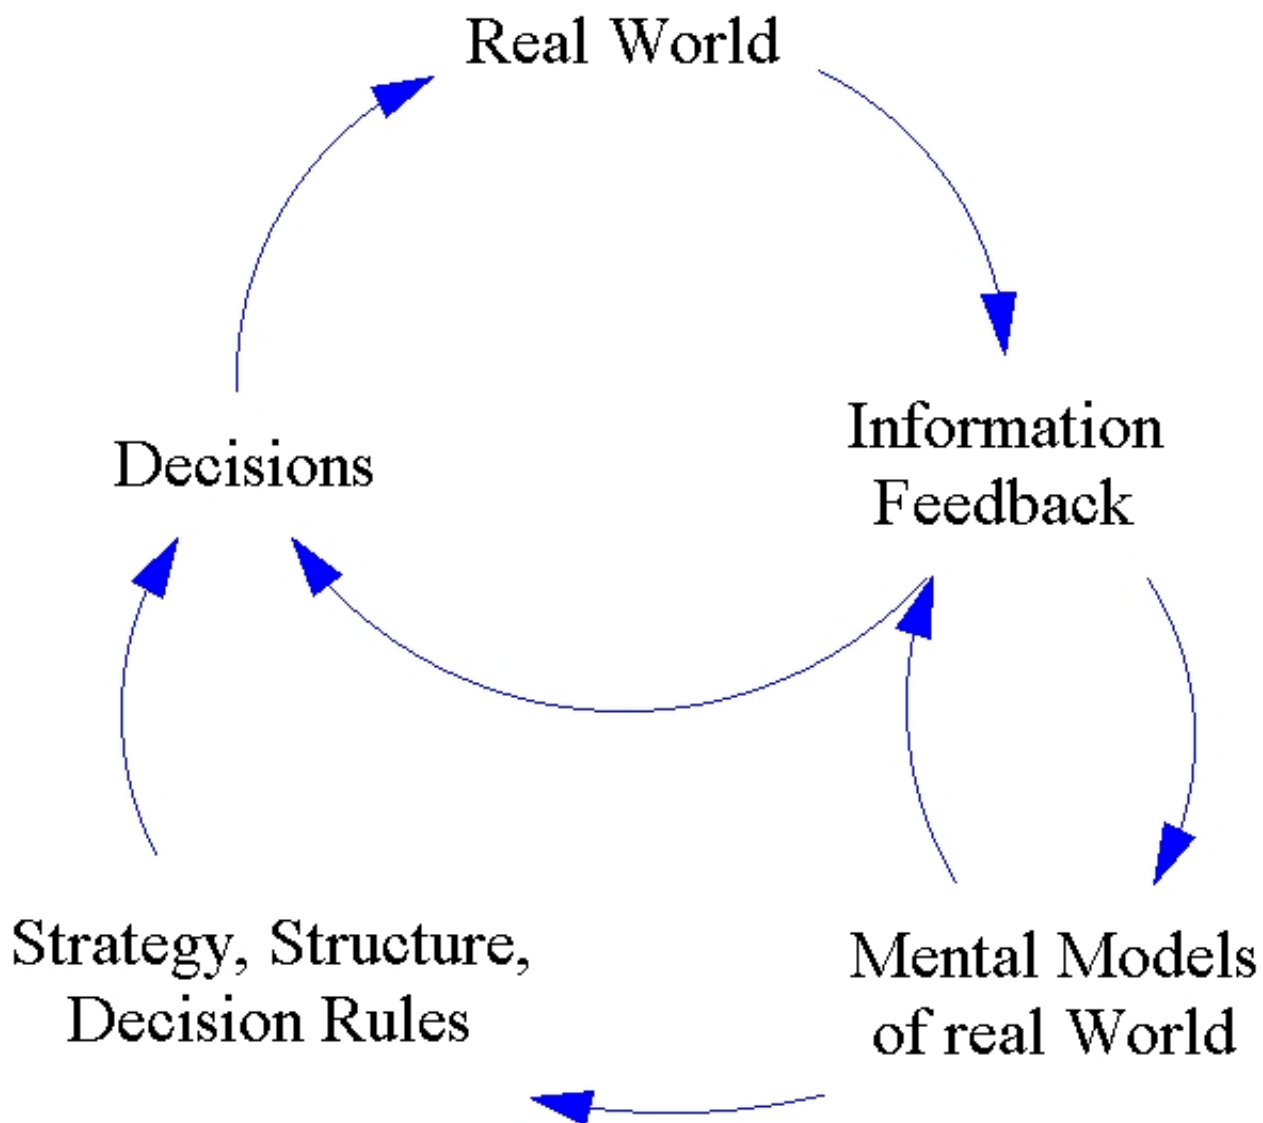 Real World
Information
Feedback
Decisions
Strategy, Structure,
Decision Rules
Mental Models
of real World